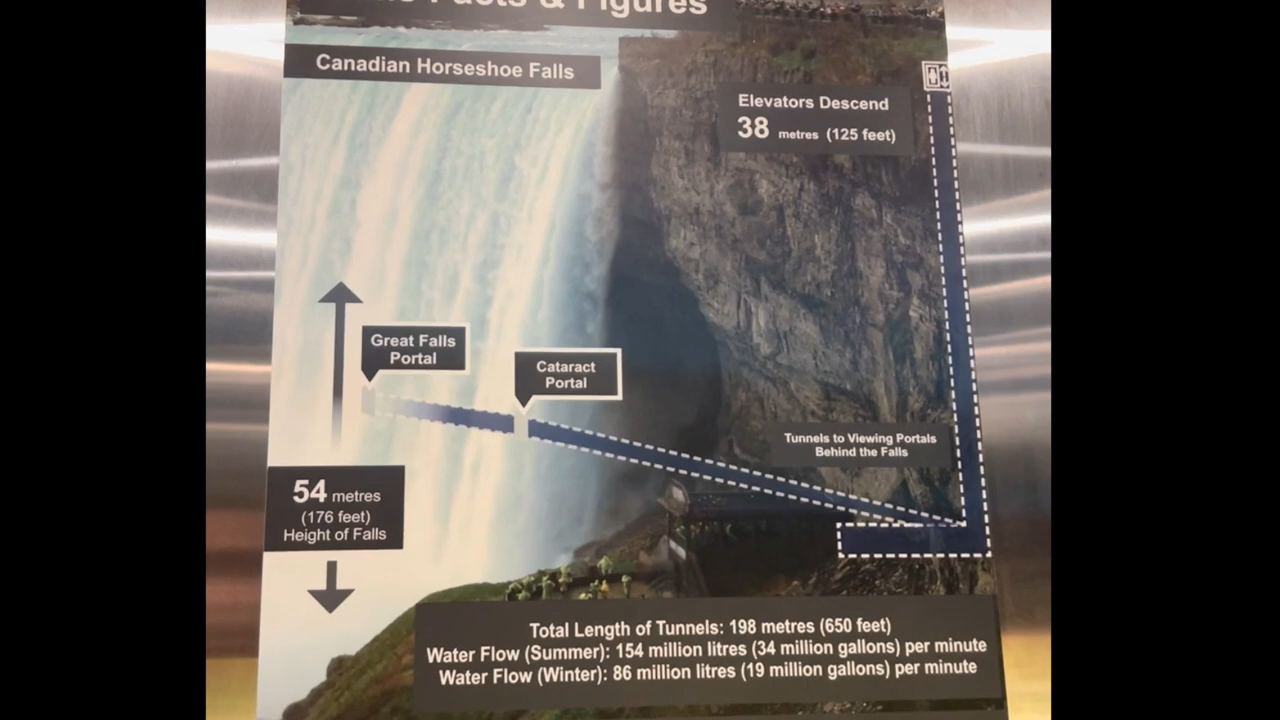 Facts & Figures
Canadian Horseshoe Falls
Elevators Descend
38 metres (125 feet)
Great Falls
Portal
Cataract
Portal
Tunnels to Viewing Portals
Behind the Falls
54 metres
(176 feet)
Height of Falls
Total Length of Tunnels: 198 metres (650 feet)
Water Flow (Summer): 154 million litres (34 million gallons) per minute
Water Flow (Winter): 86 million litres (19 million gallons) per minute